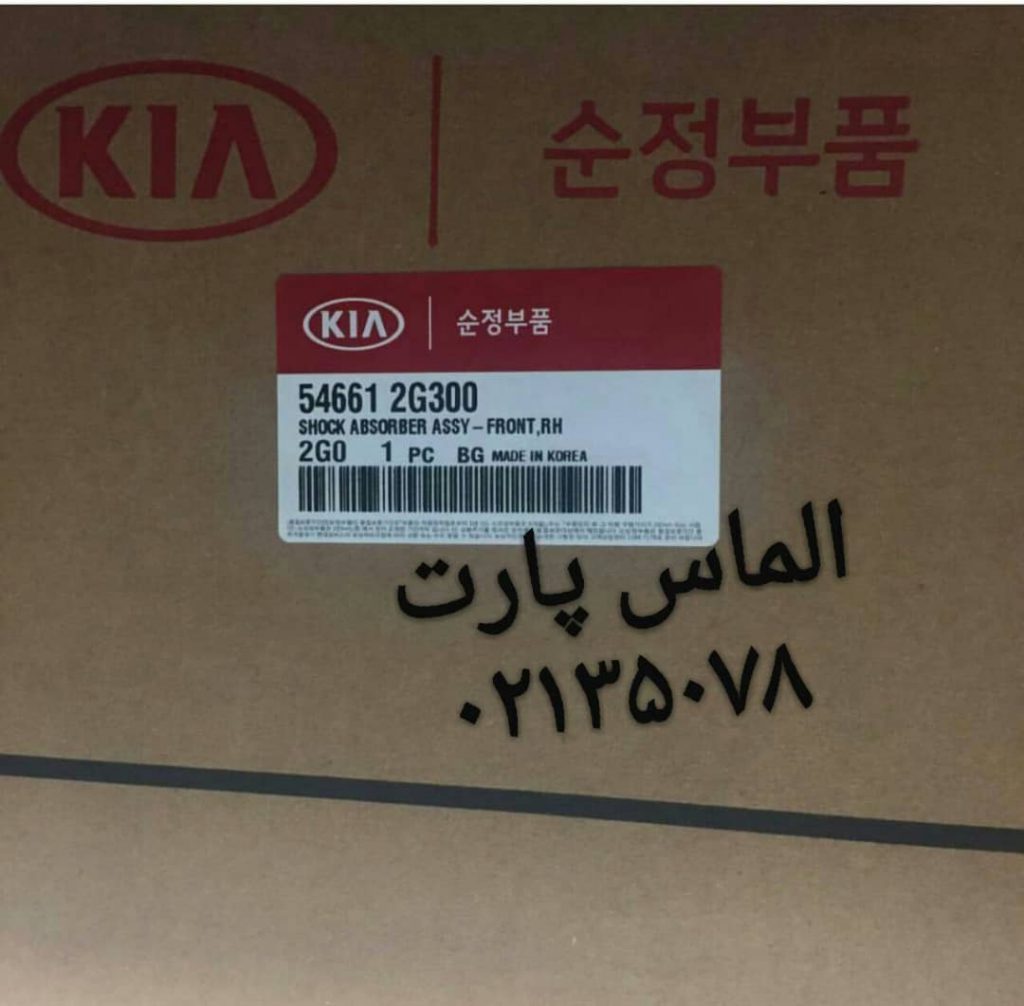 KIA 순정부품
KIA 순정부품
54661 2G300
SHOCK ABSORBER ASSY-FRONT,RH
2G0 1 PC BG MADE IN KOREA
الماس پارت
۰۲۱۳۵۰۷۸